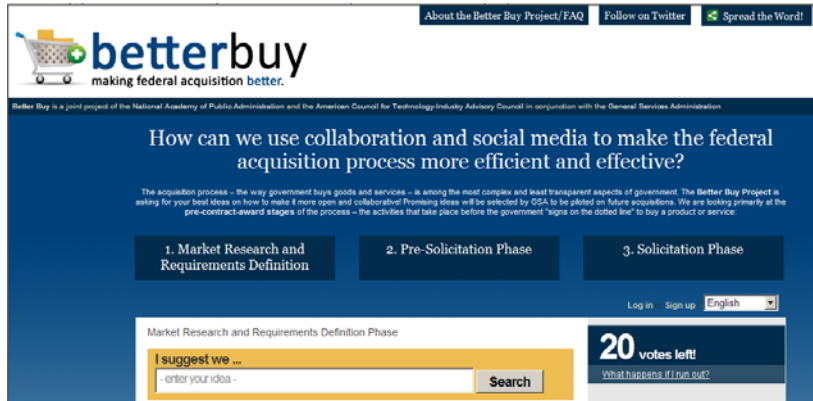 About the Better Buy Project/FAQ
Follow on Twitter
Spread the Word!
betterbuy
making federal acquisition better.
Better Buy is a joint project of the National Academy of Public Administration and the American Council for Technology-Industry Advisory Council in conjunction with the General Services Administration
How can we use collaboration and social media to make the federal
acquisition process more efficient and effective?
The acquisition process – the way government buys goods and services – is among the most complex and least transparent aspects of government. The Better Buy Project is
asking for your best ideas on how to make it more open and collaborative! Promising ideas will be selected by GSA to be piloted on future acquisitions. We are looking primarily at the
pre-contract-award stages of the process – the activities that take place before the government "signs on the dotted line" to buy a product or service:
1. Market Research and
Requirements Definition
2. Pre-Solicitation Phase
3. Solicitation Phase
Log in
Sign up
English
Market Research and Requirements Definition Phase
I suggest we ...
- enter your idea -
Search
20 votes left!
What happens if I run out?